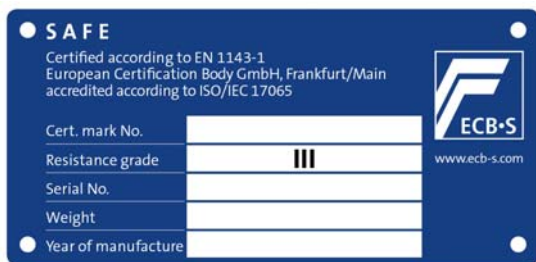 SAFE
Certified according to EN 1143-1
European Certification Body GmbH, Frankfurt/Main
accredited according to ISO/IEC 17065
ECB•S
www.ecb-s.com
Cert. mark No.
Resistance grade III
Serial No.
Weight
Year of manufacture